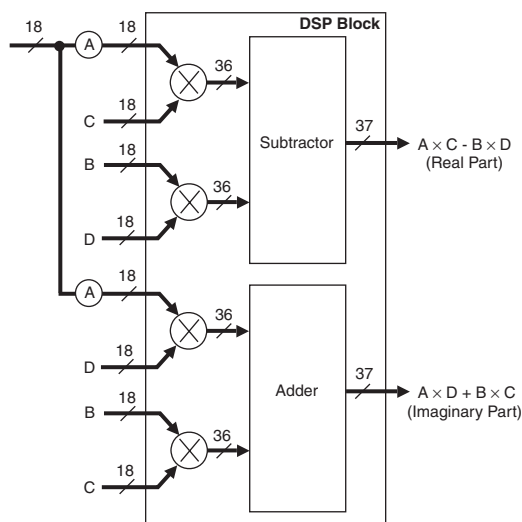 DSP Block
18
A
18
36
C
18
Subtractor
37
A × C - B × D
(Real Part)
B
18
36
D
18
A
18
36
D
18
Adder
37
A × D + B × C
(Imaginary Part)
B
18
36
C
18